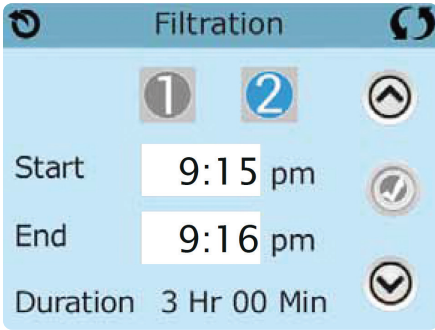 Filtration
1 2
Start 9:15 pm
End 9:16 pm
Duration 3 Hr 00 Min